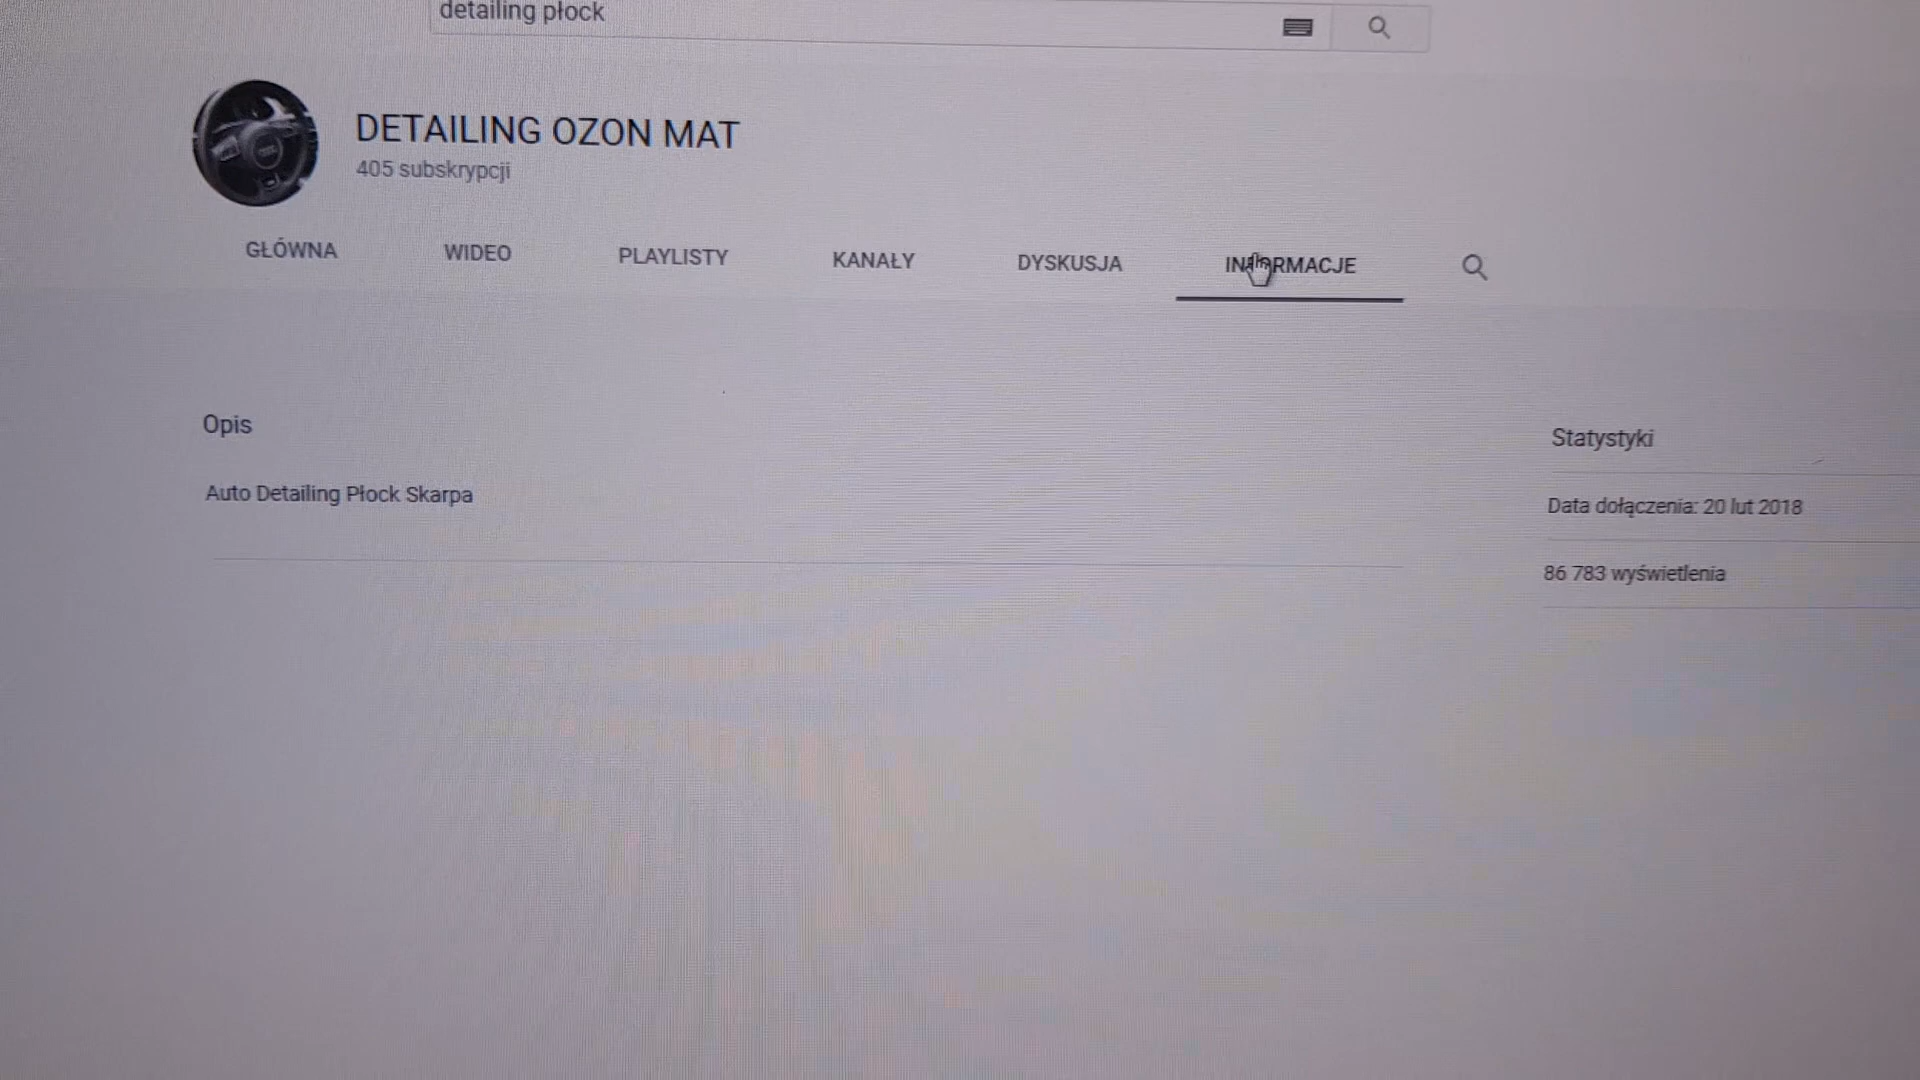 detailing płock
DETAILING OZON MAT
405 subskrypcji
GŁÓWNA
WIDEO
PLAYLISTY
KANAŁY
DYSKUSJA
INFORMACJE
Opis
Auto Detailing Płock Skarpa
Statystyki
Data dołączenia: 20 lut 2018
86 783 wyświetlenia